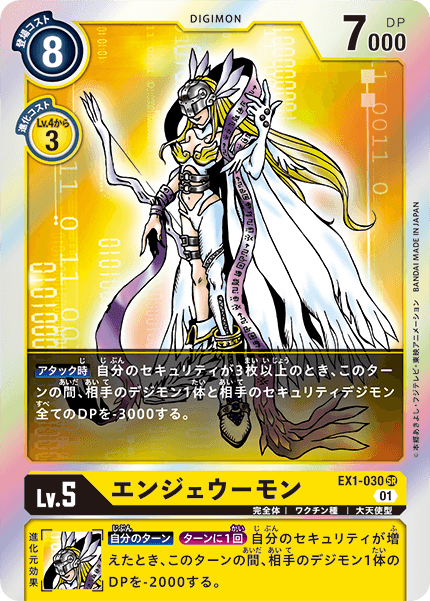 DIGIMON
登場コスト
8
DP
7000
進化コスト
Lv.4から
3
アタック時 自分のセキュリティが3枚以上のとき、このター
ンの間、相手のデジモン1体と相手のセキュリティデジモン
全てのDPを-3000する。
©本郷あきよし・フジテレビ・東映アニメーション BANDAI MADE IN JAPAN
EX1-030 SR
Lv.5
エンジェウーモン
01
完全体 | ワクチン種 | 大天使型
進化元効果
自分のターン ターンに1回 自分のセキュリティが増
えたとき、このターンの間、相手のデジモン1体の
DPを-2000する。